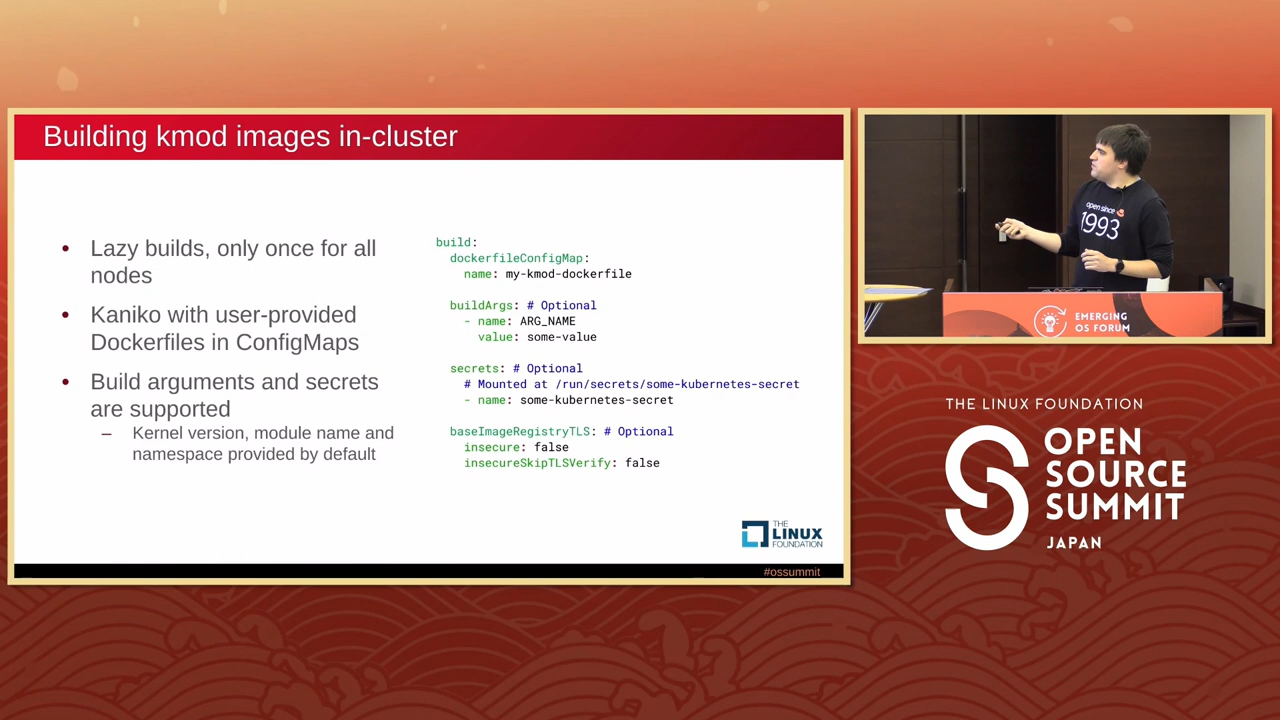 Building kmod images in-cluster
• Lazy builds, only once for all
nodes
• Kaniko with user-provided
Dockerfiles in ConfigMaps
• Build arguments and secrets
are supported
– Kernel version, module name and
namespace provided by default
build:
dockerfileConfigMap:
name: my-kmod-dockerfile
buildArgs: # Optional
- name: ARG_NAME
value: some-value
secrets: # Optional
# Mounted at /run/secrets/some-kubernetes-secret
- name: some-kubernetes-secret
baseImageRegistryTLS: # Optional
insecure: false
insecureSkipTLSVerify: false
THE
LINUX
FOUNDATION
#ossummit
open since
1993
EMERGING
OS FORUM
THE LINUX FOUNDATION
OPEN
SOURCE
SUMMIT
JAPAN